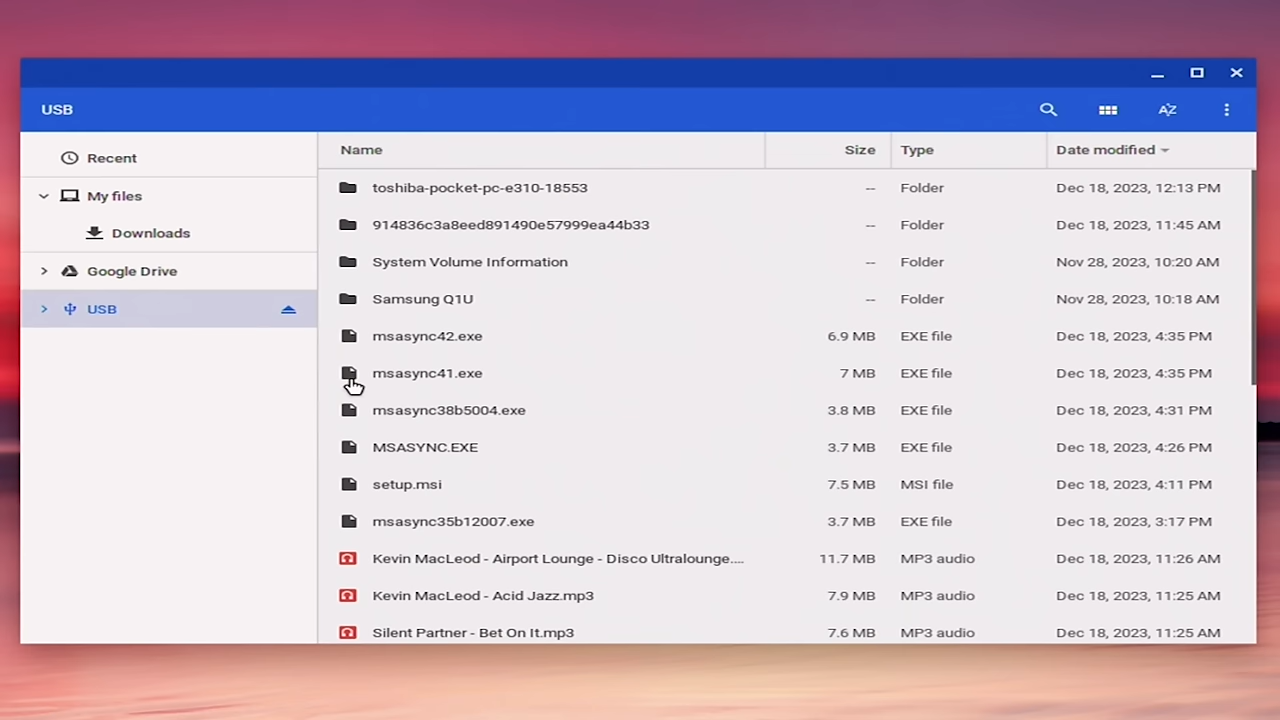 USB
AZ
Recent
My files
Downloads
Google Drive
USB
Name Size Type Date modified
toshiba-pocket-pc-e310-18553 -- Folder Dec 18, 2023, 12:13 PM
914836c3a8eed891490e57999ea44b33 -- Folder Dec 18, 2023, 11:45 AM
System Volume Information -- Folder Nov 28, 2023, 10:20 AM
Samsung Q1U -- Folder Nov 28, 2023, 10:18 AM
msasync42.exe 6.9 MB EXE file Dec 18, 2023, 4:35 PM
msasync41.exe 7 MB EXE file Dec 18, 2023, 4:35 PM
msasync38b5004.exe 3.8 MB EXE file Dec 18, 2023, 4:31 PM
MSASYNC.EXE 3.7 MB EXE file Dec 18, 2023, 4:26 PM
setup.msi 7.5 MB MSI file Dec 18, 2023, 4:11 PM
msasync35b12007.exe 3.7 MB EXE file Dec 18, 2023, 3:17 PM
Kevin MacLeod - Airport Lounge - Disco Ultralounge.... 11.7 MB MP3 audio Dec 18, 2023, 11:26 AM
Kevin MacLeod - Acid Jazz.mp3 7.9 MB MP3 audio Dec 18, 2023, 11:25 AM
Silent Partner - Bet On It.mp3 7.6 MB MP3 audio Dec 18, 2023, 11:25 AM